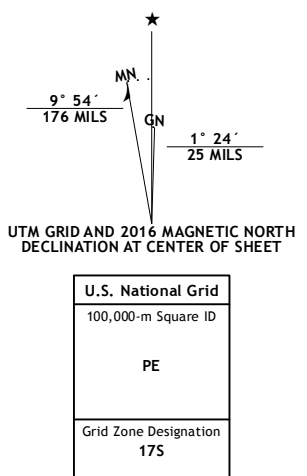 ★
MN
GN
9° 54´
176 MILS
1° 24´
25 MILS
UTM GRID AND 2016 MAGNETIC NORTH
DECLINATION AT CENTER OF SHEET
U.S. National Grid
100,000-m Square ID
PE
Grid Zone Designation
17S